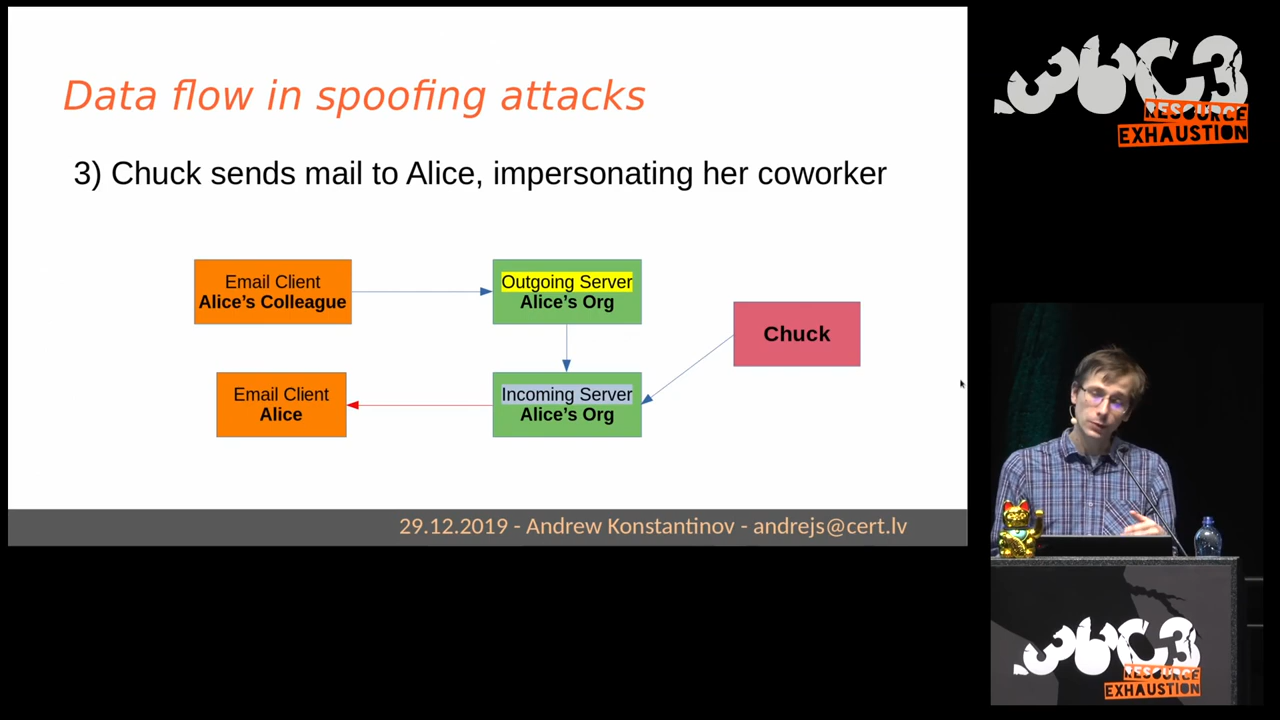 Data flow in spoofing attacks
3) Chuck sends mail to Alice, impersonating her coworker
Email Client
Alice's Colleague
Outgoing Server
Alice's Org
Chuck
Email Client
Alice
Incoming Server
Alice's Org
29.12.2019 - Andrew Konstantinov - andrejs@cert.lv
36C3
RESOURCE
EXHAUSTION
36C3
RESOURCE
EXHAUSTION